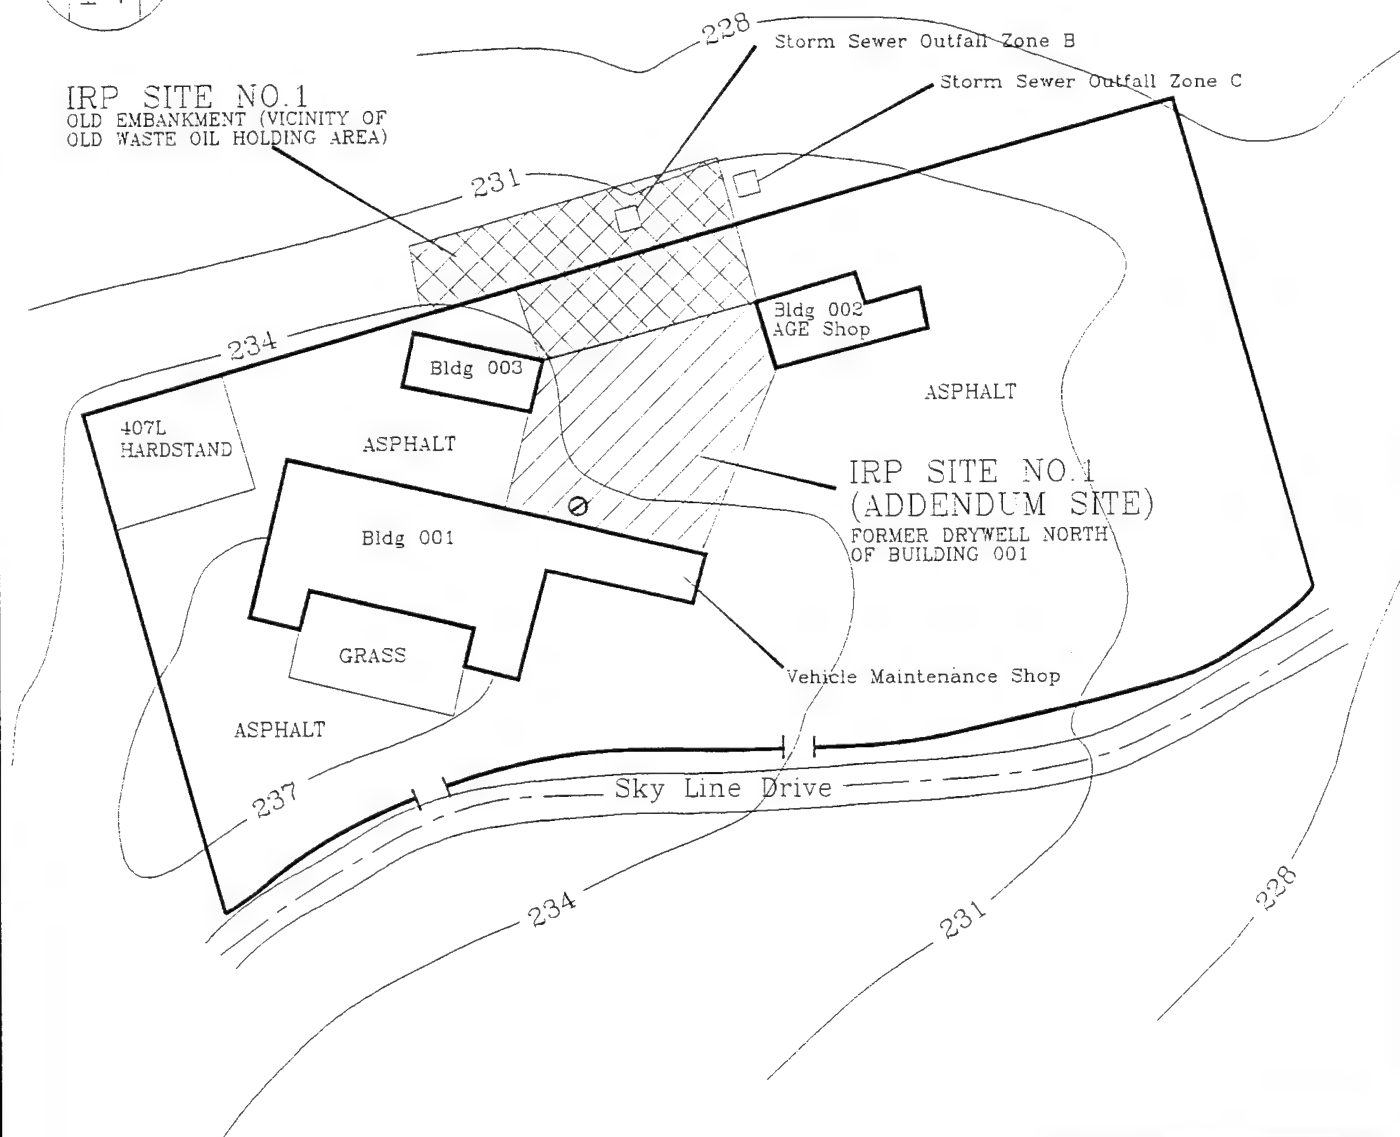 228
Storm Sewer Outfall Zone B
Storm Sewer Outfall Zone C
IRP SITE NO.1
OLD EMBANKMENT (VICINITY OF
OLD WASTE OIL HOLDING AREA)
231
234
Bldg 002
AGE Shop
Bldg 003
ASPHALT
407L
HARDSTAND
ASPHALT
IRP SITE NO.1
(ADDENDUM SITE)
FORMER DRYWELL NORTH
OF BUILDING 001
Bldg 001
GRASS
Vehicle Maintenance Shop
ASPHALT
237
Sky Line Drive
234
231
228